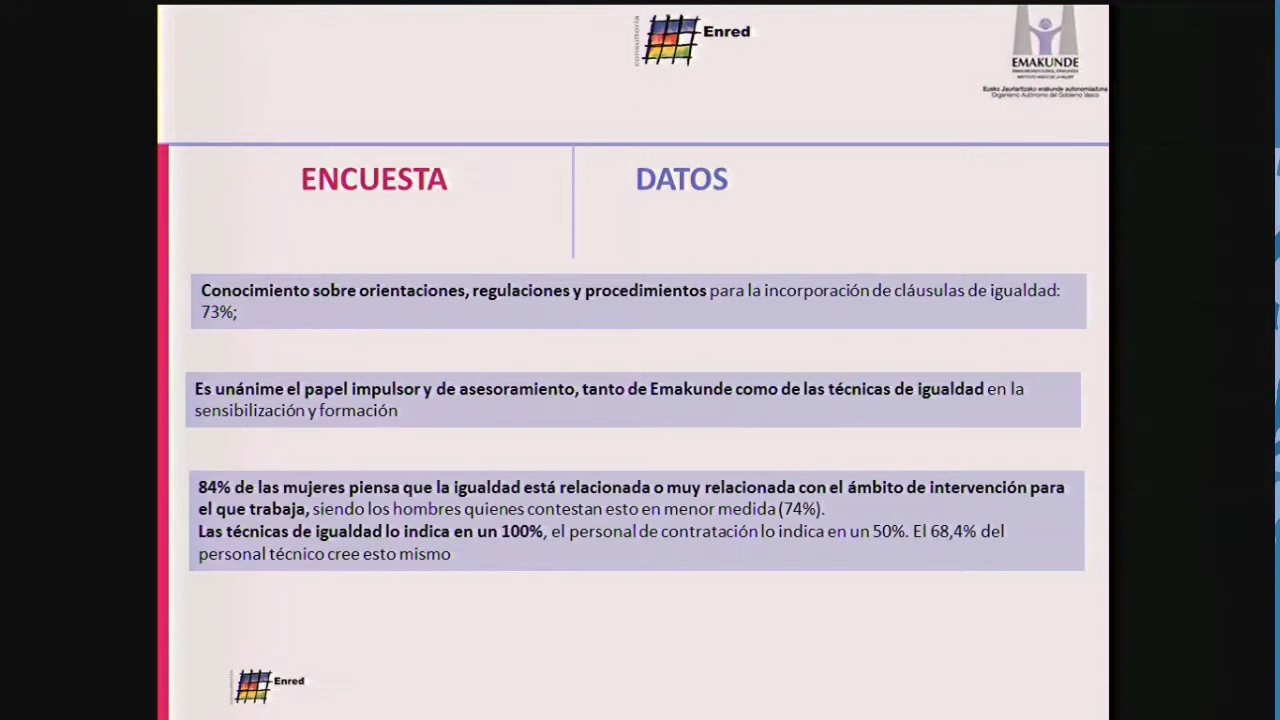 consultoría
Enred
EMAKUNDE
Eusko Jaurlaritzako erakunde autonomiaduna
Organismo Autónomo del Gobierno Vasco
ENCUESTA
DATOS
Conocimiento sobre orientaciones, regulaciones y procedimientos para la incorporación de cláusulas de igualdad:
73%;
Es unánime el papel impulsor y de asesoramiento, tanto de Emakunde como de las técnicas de igualdad en la
sensibilización y formación
84% de las mujeres piensa que la igualdad está relacionada o muy relacionada con el ámbito de intervención para
el que trabaja, siendo los hombres quienes contestan esto en menor medida (74%).
Las técnicas de igualdad lo indica en un 100%, el personal de contratación lo indica en un 50%. El 68,4% del
personal técnico cree esto mismo
Enred